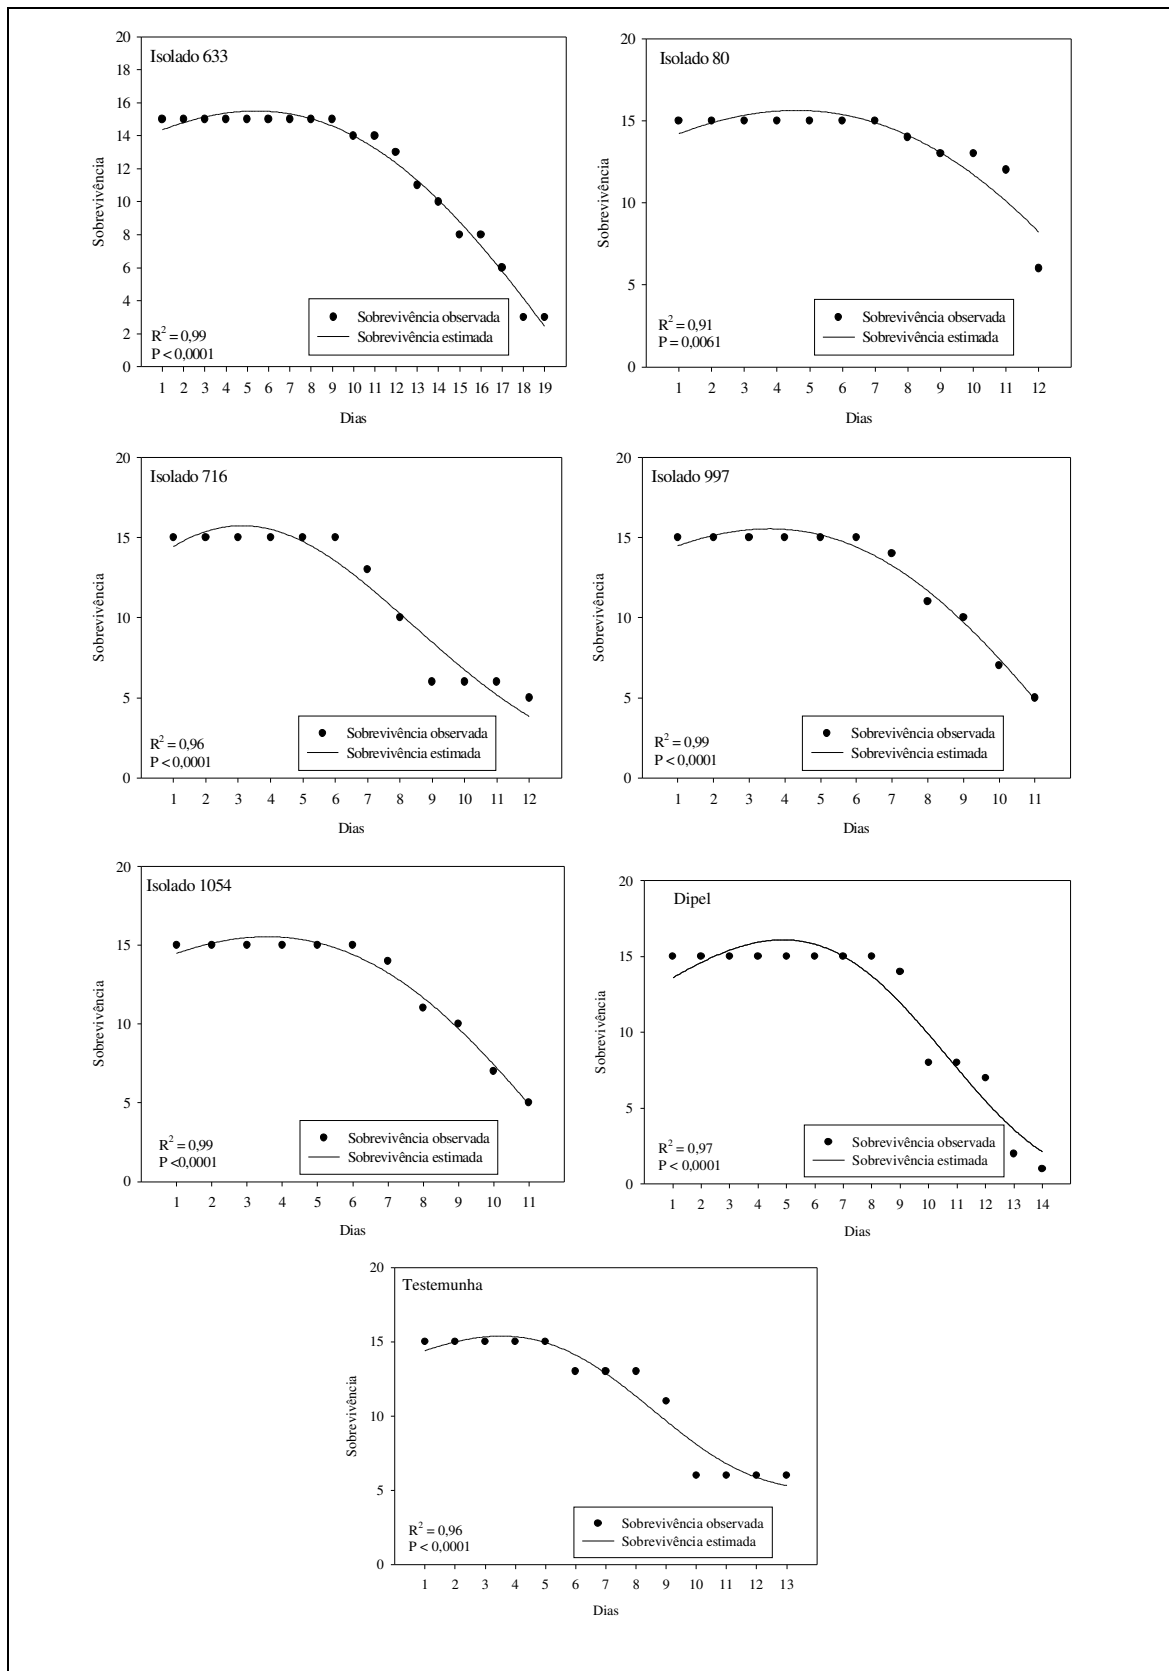 Isolado 633
Sobrevivência
20
18
16
14
12
10
8
6
4
2
0
R² = 0,99
P < 0,0001
Sobrevivência observada
Sobrevivência estimada
1 2 3 4 5 6 7 8 9 10 11 12 13 14 15 16 17 18 19
Dias
Isolado 80
Sobrevivência
20
15
10
5
0
R² = 0,91
P = 0,0061
Sobrevivência observada
Sobrevivência estimada
1 2 3 4 5 6 7 8 9 10 11 12
Dias
Isolado 716
Sobrevivência
20
15
10
5
0
R² = 0,96
P < 0,0001
Sobrevivência observada
Sobrevivência estimada
1 2 3 4 5 6 7 8 9 10 11 12
Dias
Isolado 997
Sobrevivência
20
15
10
5
0
R² = 0,99
P < 0,0001
Sobrevivência observada
Sobrevivência estimada
1 2 3 4 5 6 7 8 9 10 11
Dias
Isolado 1054
Sobrevivência
20
15
10
5
0
R² = 0,99
P <0,0001
Sobrevivência observada
Sobrevivência estimada
1 2 3 4 5 6 7 8 9 10 11
Dias
Dipel
Sobrevivência
20
15
10
5
0
R² = 0,97
P < 0,0001
Sobrevivência observada
Sobrevivência estimada
1 2 3 4 5 6 7 8 9 10 11 12 13 14
Dias
Testemunha
Sobrevivência
20
15
10
5
0
R² = 0,96
P < 0,0001
Sobrevivência observada
Sobrevivência estimada
1 2 3 4 5 6 7 8 9 10 11 12 13
Dias